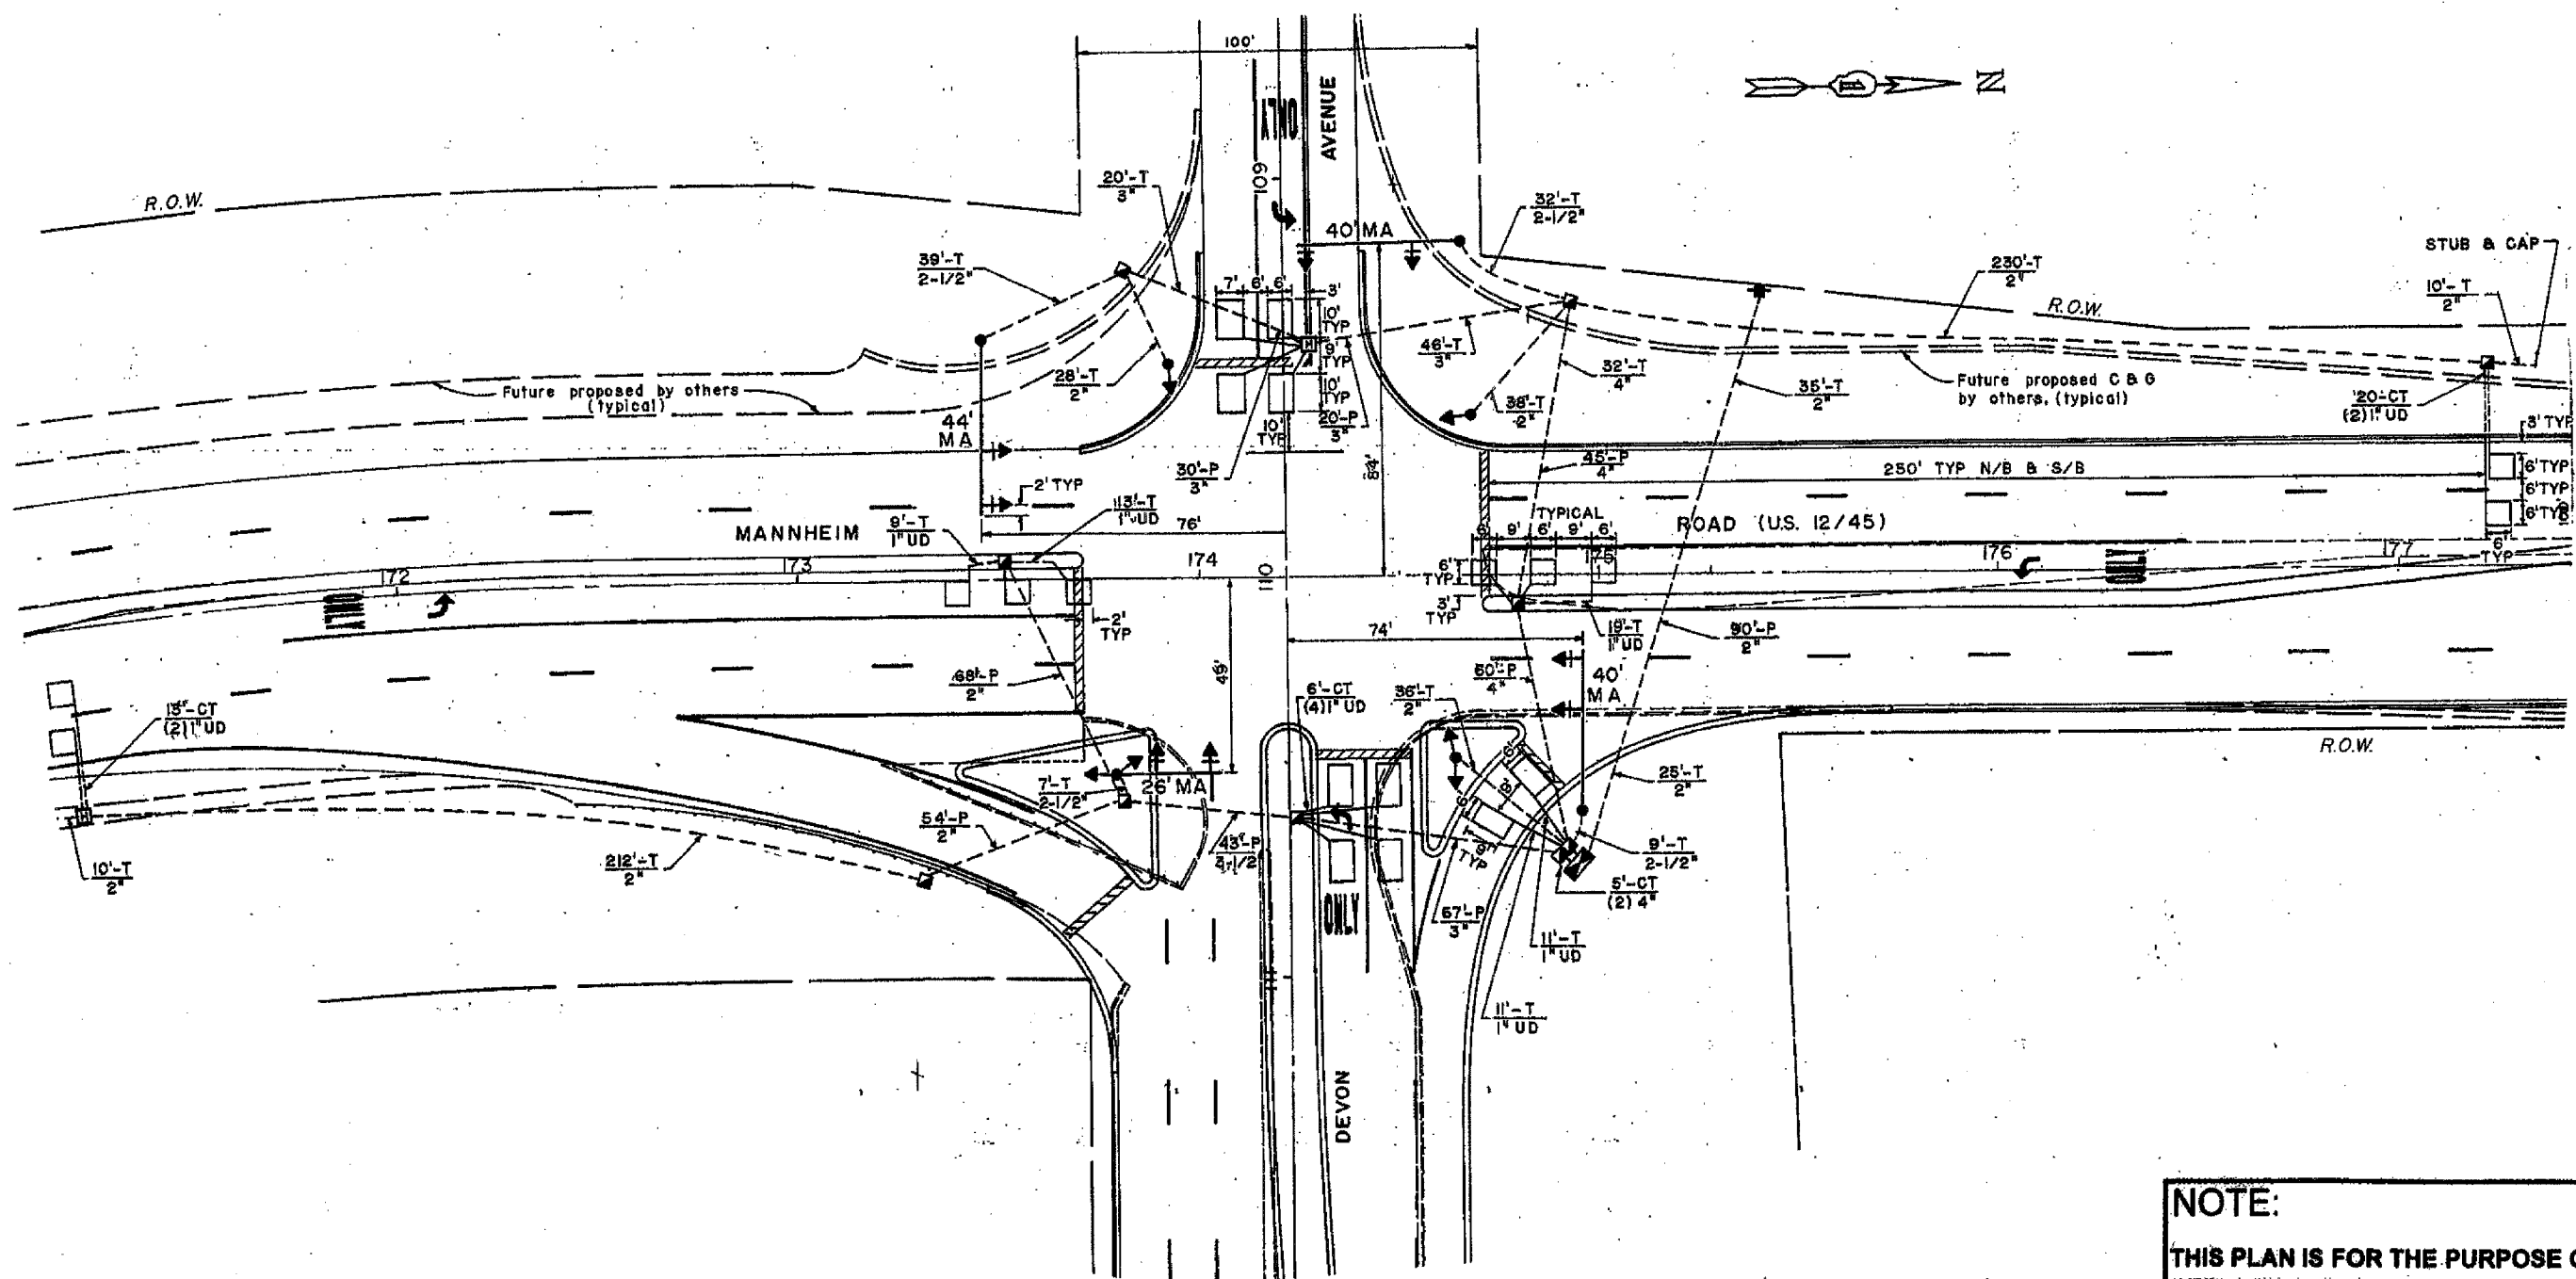 100'
N
AVENUE
ONLY
109
R.O.W.
20'-T
3"
32'-T
2-1/2"
40' MA
STUB & CAP
39'-T
2-1/2"
230'-T
2"
10'-T
2"
R.O.W.
7' 6' 6'
3'
10'
TYP
9'
TYP
10'
TYP
46'-T
3"
32'-T
4"
28'-T
2"
Future proposed by others
(typical)
Future proposed C & G
by others, (typical)
35'-T
2"
38'-T
2"
20'-P
3"
10'
TYP
20-CT
(2) 1" UD
3' TYP
44'
MA
84'
30'-P
3"
45'-P
4"
250' TYP N/B & S/B
6'TYP
6'TYP
6'TYP
2' TYP
113'-T
1" UD
9'-T
1" UD
76'
MANNHEIM
TYPICAL
6' 9' 6' 9' 6'
ROAD (U.S. 12/45)
6'
TYP
172
173
174
175
176
177
110
6'
TYP
3'
TYP
2'
TYP
74'
19'-T
1" UD
90'-P
2"
49'
68'-P
2"
6'-CT
(4) 1" UD
36'-T
2"
60'-P
4"
40'
MA
(2) 1" UD
R.O.W.
7'-T
2-1/2"
26' MA
6'
9'
6'
25'-T
2"
54'-P
2"
43'-P
9'
TYP
9'-T
2-1/2"
10'-T
2"
212'-T
2"
5'-CT
(2) 4"
ONLY
67'-P
3"
11'-T
1" UD
11'-T
1" UD
DEVON
NOTE:
THIS PLAN IS FOR THE PURPOSE